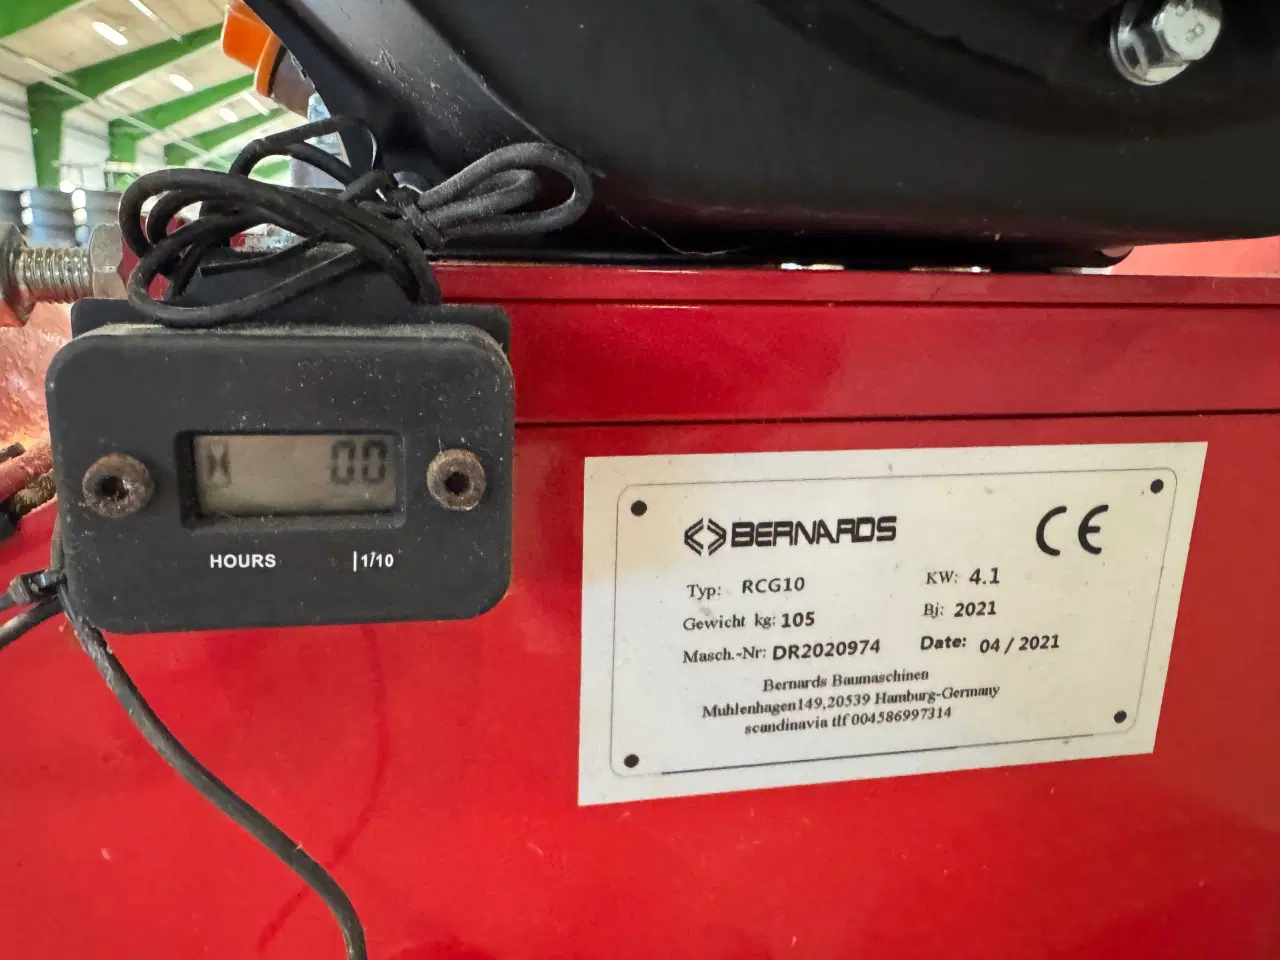 H 00
HOURS 1/10
BERNARDS CE
Typ: RCG10 KW: 4.1
Gewicht kg: 105 Bj: 2021
Masch.-Nr: DR2020974 Date: 04 / 2021
Bernards Baumaschinen
Muhlenhagen149,20539 Hamburg-Germany
scandinavia tlf 004586997314
8